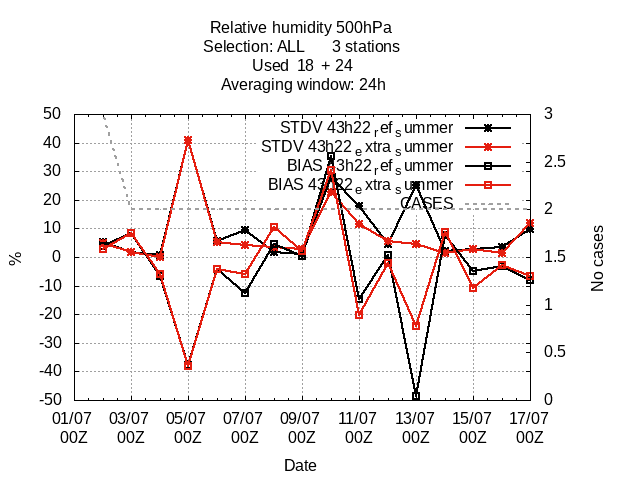 Relative humidity 500hPa
Selection: ALL 3 stations
Used 18 + 24
Averaging window: 24h
STDV 43h22_ref_summer
STDV 43h22_extra_summer
BIAS 43h22_ref_summer
BIAS 43h22_extra_summer
CASES
50
40
30
20
10
0
-10
-20
-30
-40
-50
%
3
2.5
2
1.5
1
0.5
0
No cases
01/07 03/07 05/07 07/07 09/07 11/07 13/07 15/07 17/07
00Z 00Z 00Z 00Z 00Z 00Z 00Z 00Z 00Z
Date